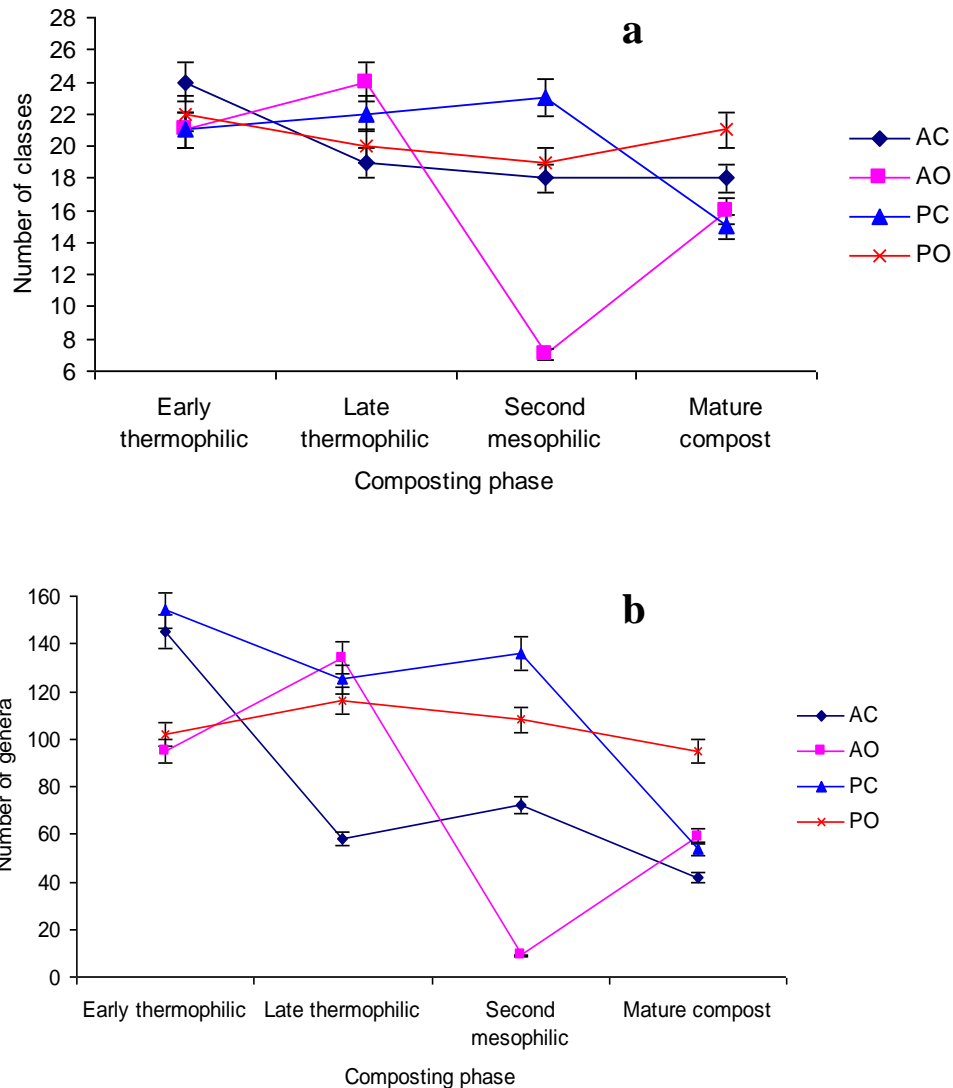 a
28
26
24
22
20
18
16
14
12
10
8
6
Number of classes
Early thermophilic
Late thermophilic
Second mesophilic
Mature compost
Composting phase
AC
AO
PC
PO
b
160
140
120
100
80
60
40
20
0
Number of genera
Early thermophilic
Late thermophilic
Second mesophilic
Mature compost
Composting phase
AC
AO
PC
PO